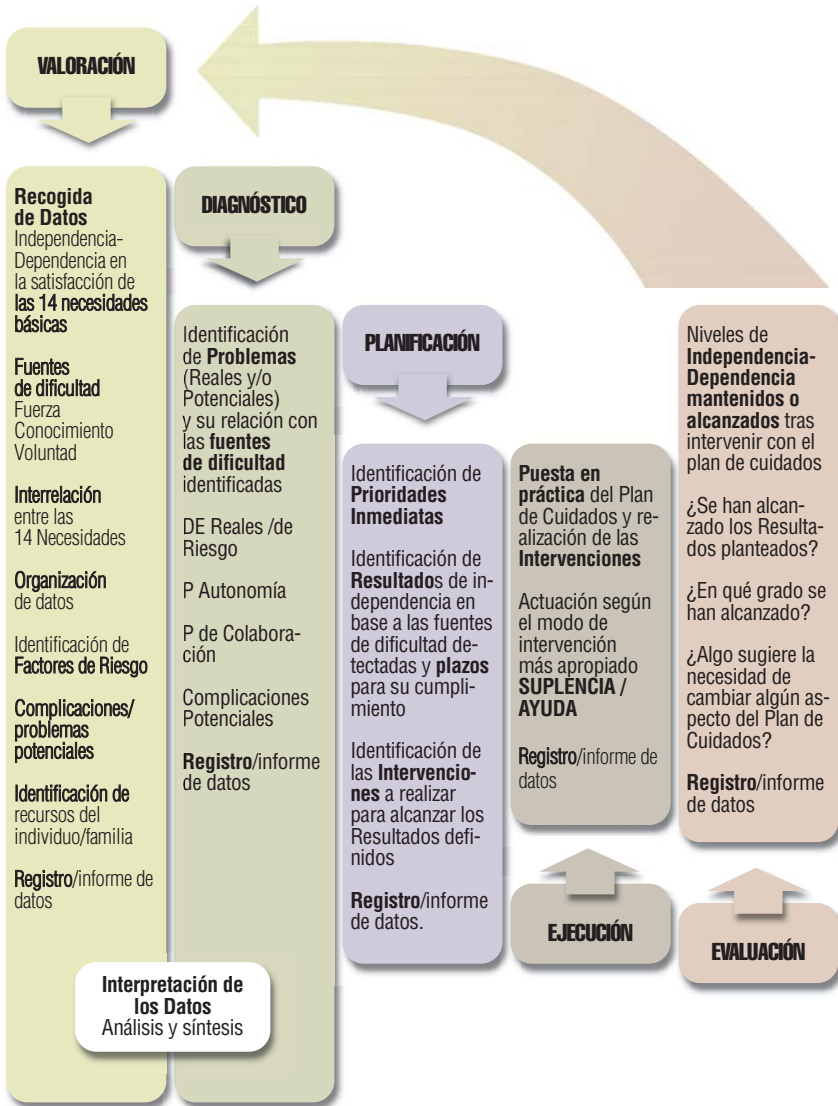 VALORACIÓN
Recogida
de Datos
Independencia-
Dependencia en
la satisfacción de
las 14 necesidades
básicas
Fuentes
de dificultad
Fuerza
Conocimiento
Voluntad
Interrelación
entre las
14 Necesidades
Organización
de datos
Identificación de
Factores de Riesgo
Complicaciones/
problemas
potenciales
Identificación de
recursos del
individuo/familia
Registro/informe de
datos
DIAGNÓSTICO
Identificación
de Problemas
(Reales y/o
Potenciales)
y su relación con
las fuentes
de dificultad
identificadas
DE Reales /de
Riesgo
P Autonomía
P de Colabora-
ción
Complicaciones
Potenciales
Registro/informe
de datos
Interpretación de
los Datos
Análisis y síntesis
PLANIFICACIÓN
Identificación de
Prioridades
Inmediatas
Identificación de
Resultados de in-
dependencia en
base a las fuentes
de dificultad de-
tectadas y plazos
para su cumpli-
miento
Identificación de
las Intervencio-
nes a realizar
para alcanzar los
Resultados defi-
nidos
Registro/informe
de datos.
Puesta en
práctica del Plan
de Cuidados y re-
alización de las
Intervenciones
Actuación según
el modo de
intervención
más apropiado
SUPLENCIA /
AYUDA
Registro/informe de
datos
EJECUCIÓN
Niveles de
Independencia-
Dependencia
mantenidos o
alcanzados tras
intervenir con el
plan de cuidados
¿Se han alcan-
zado los Resulta-
dos planteados?
¿En qué grado se
han alcanzado?
¿Algo sugiere la
necesidad de
cambiar algún as-
pecto del Plan de
Cuidados?
Registro/informe
de datos
EVALUACIÓN